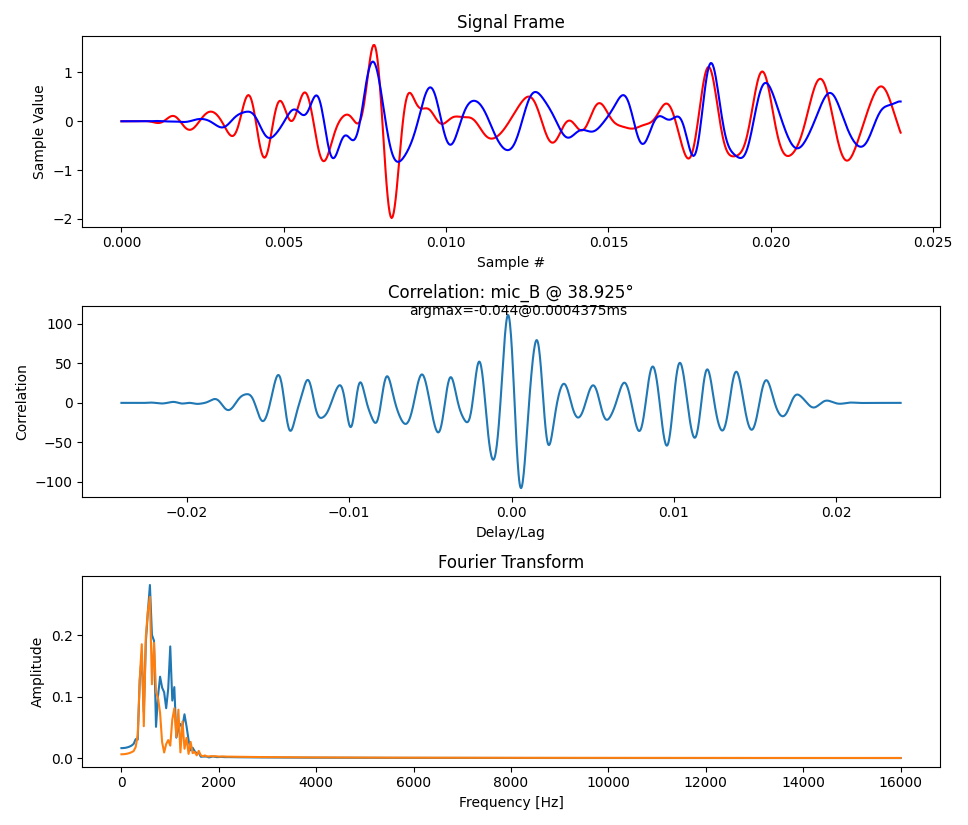 Signal Frame
Sample Value
1
0
−1
−2
0.000 0.005 0.010 0.015 0.020 0.025
Sample #
Correlation: mic_B @ 38.925°
argmax=-0.044@0.0004375ms
Correlation
100
50
0
−50
−100
−0.02 −0.01 0.00 0.01 0.02
Delay/Lag
Fourier Transform
Amplitude
0.2
0.1
0.0
0 2000 4000 6000 8000 10000 12000 14000 16000
Frequency [Hz]